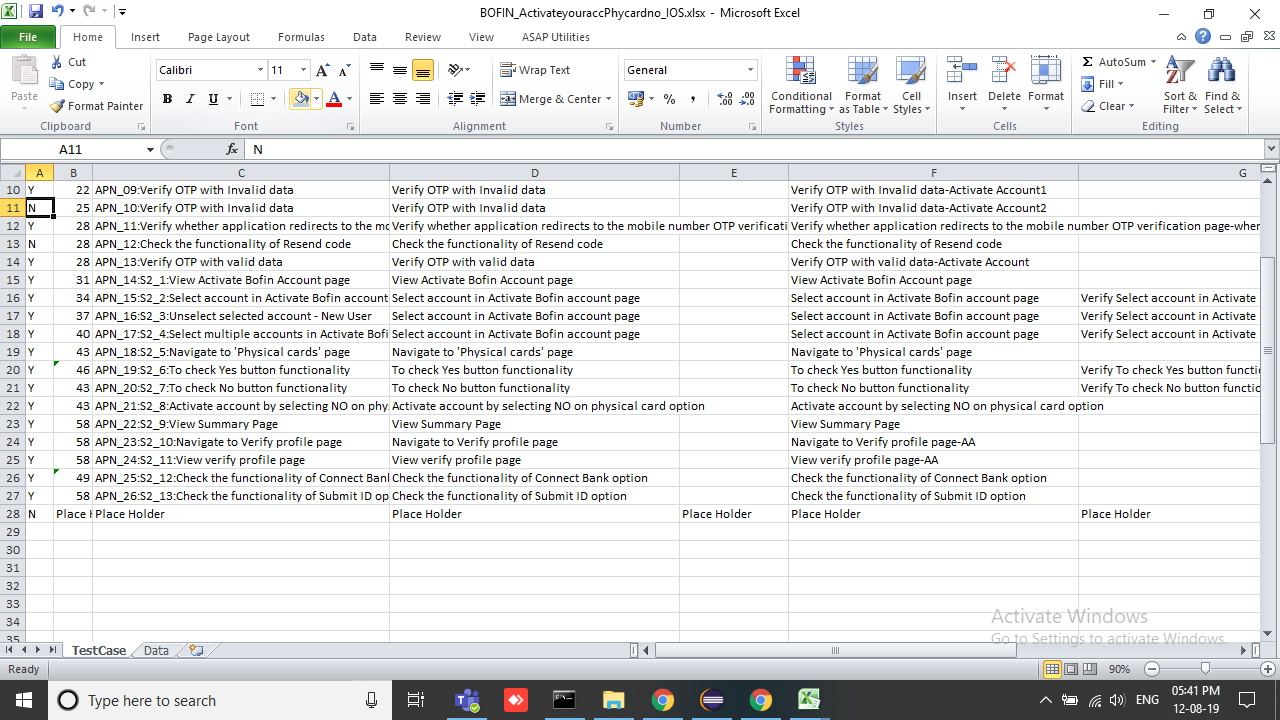 BOFIN_ActivateyouraccPhycardno_IOS.xlsx - Microsoft Excel
File Home Insert Page Layout Formulas Data Review View ASAP Utilities
Paste Cut Copy Format Painter Clipboard
Calibri 11 A A B I U A Font
Wrap Text Merge & Center Alignment
General % , Number
Conditional Formatting Format as Table Cell Styles Styles
Insert Delete Format Cells
AutoSum Fill Clear Sort & Filter Find & Select Editing
A11 fx N
A B C D E F G
10 Y 22 APN_09:Verify OTP with Invalid data Verify OTP with Invalid data Verify OTP with Invalid data-Activate Account1
11 N 25 APN_10:Verify OTP with Invalid data Verify OTP with Invalid data Verify OTP with Invalid data-Activate Account2
12 Y 28 APN_11:Verify whether application redirects to the mo Verify whether application redirects to the mobile number OTP verificati Verify whether application redirects to the mobile number OTP verification page-wher
13 N 28 APN_12:Check the functionality of Resend code Check the functionality of Resend code Check the functionality of Resend code
14 Y 28 APN_13:Verify OTP with valid data Verify OTP with valid data Verify OTP with valid data-Activate Account
15 Y 31 APN_14:S2_1:View Activate Bofin Account page View Activate Bofin Account page View Activate Bofin Account page
16 Y 34 APN_15:S2_2:Select account in Activate Bofin account Select account in Activate Bofin account page Select account in Activate Bofin account page Verify Select account in Activate
17 Y 37 APN_16:S2_3:Unselect selected account - New User Select account in Activate Bofin account page Select account in Activate Bofin account page Verify Select account in Activate
18 Y 40 APN_17:S2_4:Select multiple accounts in Activate Bofi Select account in Activate Bofin account page Select account in Activate Bofin account page Verify Select account in Activate
19 Y 43 APN_18:S2_5:Navigate to 'Physical cards' page Navigate to 'Physical cards' page Navigate to 'Physical cards' page
20 Y 46 APN_19:S2_6:To check Yes button functionality To check Yes button functionality To check Yes button functionality Verify To check Yes button functi
21 Y 43 APN_20:S2_7:To check No button functionality To check No button functionality To check No button functionality Verify To check No button functic
22 Y 43 APN_21:S2_8:Activate account by selecting NO on phy Activate account by selecting NO on physical card option Activate account by selecting NO on physical card option
23 Y 58 APN_22:S2_9:View Summary Page View Summary Page View Summary Page
24 Y 58 APN_23:S2_10:Navigate to Verify profile page Navigate to Verify profile page Navigate to Verify profile page-AA
25 Y 58 APN_24:S2_11:View verify profile page View verify profile page View verify profile page-AA
26 Y 49 APN_25:S2_12:Check the functionality of Connect Ban Check the functionality of Connect Bank option Check the functionality of Connect Bank option
27 Y 58 APN_26:S2_13:Check the functionality of Submit ID op Check the functionality of Submit ID option Check the functionality of Submit ID option
28 N Place Place Holder Place Holder Place Holder Place Holder Place Holder
29
30
31
32
33
34
35
Activate Windows
Go to Settings to activate Windows.
TestCase Data
Ready 90%
Type here to search ENG 05:41 PM
12-08-19